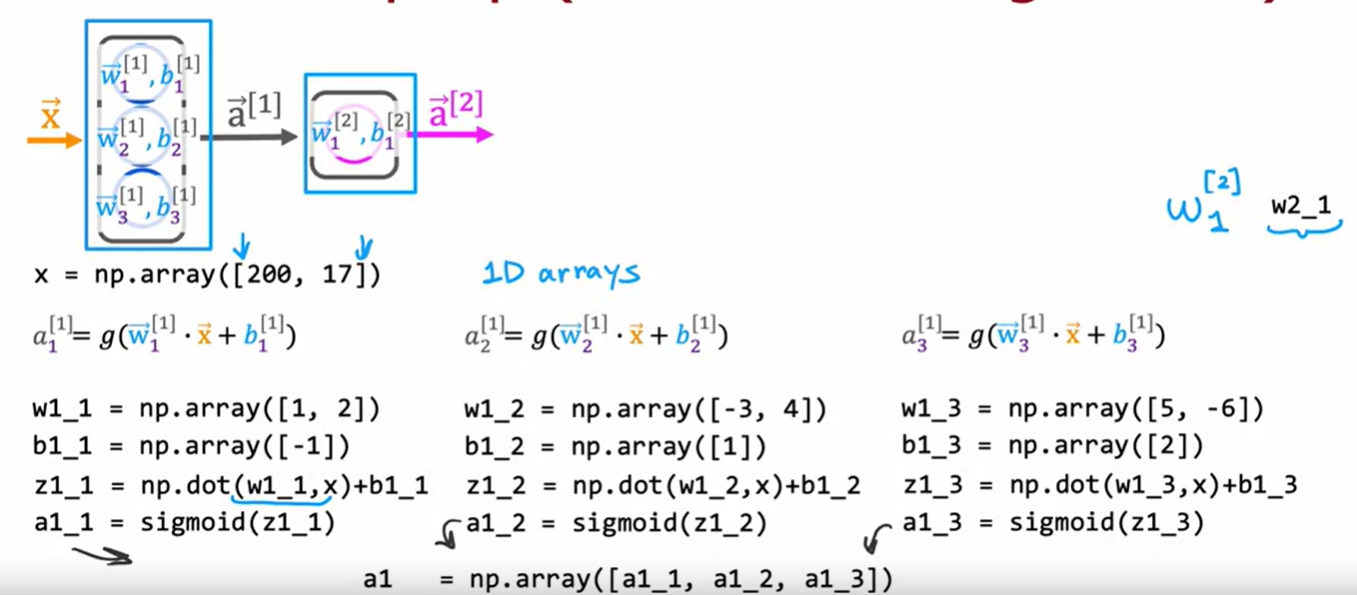 w⃗₁^[1], b₁^[1]
x⃗ w⃗₂^[1], b₂^[1] a⃗^[1] w⃗₁^[2], b₁^[2] a⃗^[2]
w⃗₃^[1], b₃^[1]
w₁^[2] w2_1
x = np.array([200, 17]) 1D arrays
a₁^[1]= g(w⃗₁^[1] · x⃗ + b₁^[1]) a₂^[1]= g(w⃗₂^[1] · x⃗ + b₂^[1]) a₃^[1]= g(w⃗₃^[1] · x⃗ + b₃^[1])
w1_1 = np.array([1, 2]) w1_2 = np.array([-3, 4]) w1_3 = np.array([5, -6])
b1_1 = np.array([-1]) b1_2 = np.array([1]) b1_3 = np.array([2])
z1_1 = np.dot(w1_1,x)+b1_1 z1_2 = np.dot(w1_2,x)+b1_2 z1_3 = np.dot(w1_3,x)+b1_3
a1_1 = sigmoid(z1_1) a1_2 = sigmoid(z1_2) a1_3 = sigmoid(z1_3)
a1 = np.array([a1_1, a1_2, a1_3])